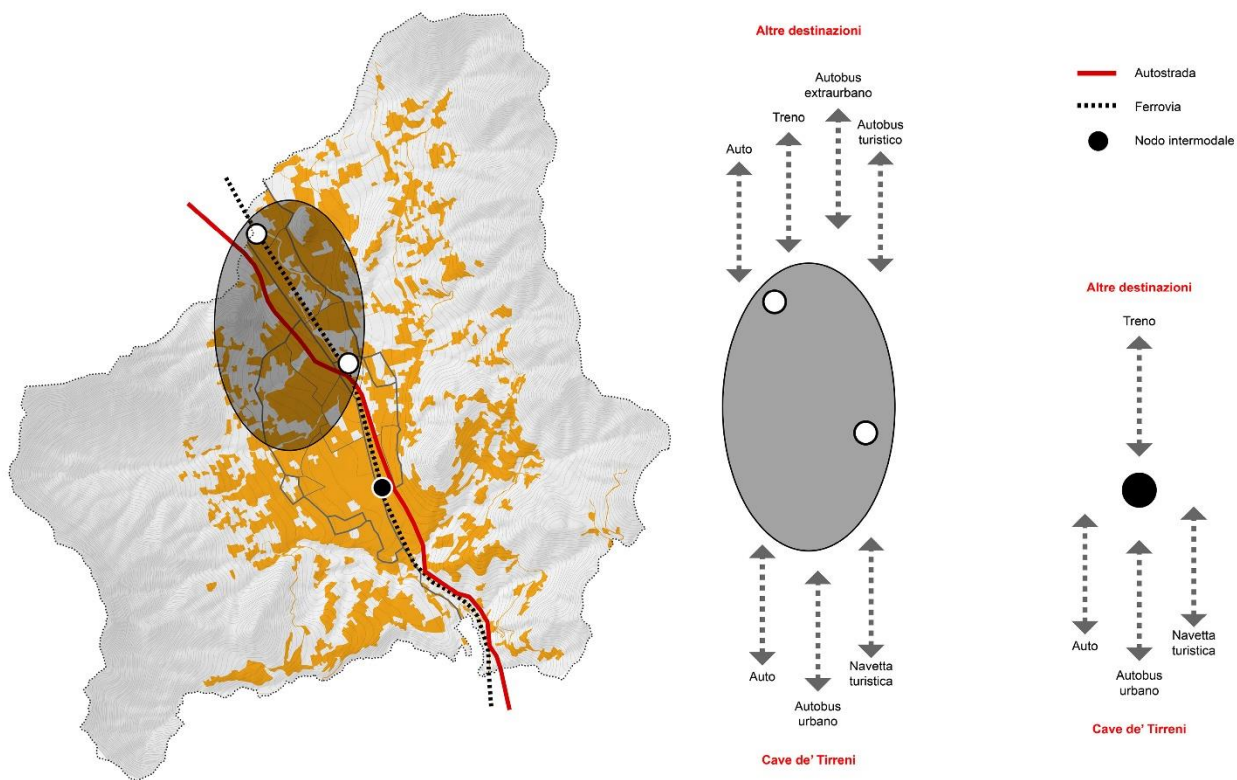 Altre destinazioni
Autobus
extraurbano
Treno
Autobus
turistico
Auto
Auto
Autobus
urbano
Navetta
turistica
Cave de' Tirreni
Autostrada
Ferrovia
Nodo intermodale
Altre destinazioni
Treno
Auto
Autobus
urbano
Navetta
turistica
Cave de' Tirreni